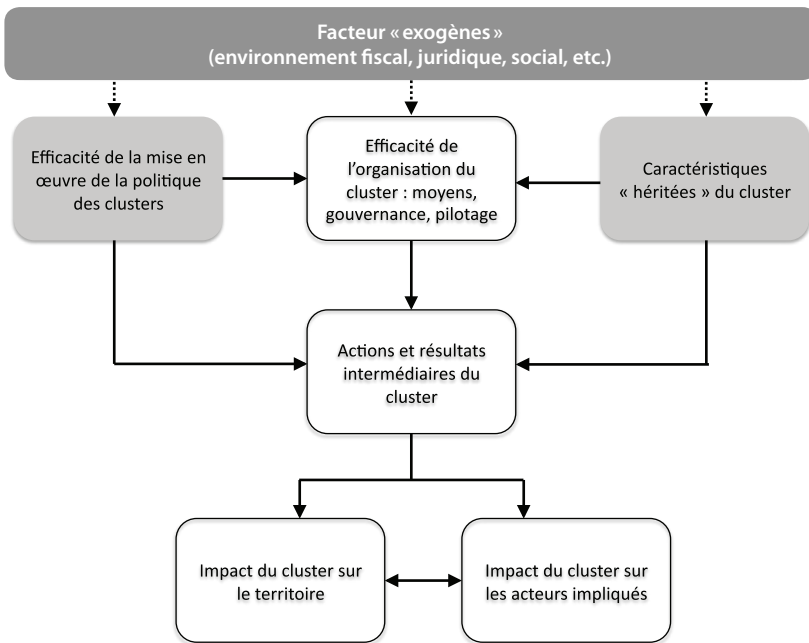 Facteur « exogènes »
(environnement fiscal, juridique, social, etc.)
Efficacité de la mise en
œuvre de la politique
des clusters
Efficacité de
l'organisation du
cluster : moyens,
gouvernance, pilotage
Caractéristiques
« héritées » du cluster
Actions et résultats
intermédiaires du
cluster
Impact du cluster sur
le territoire
Impact du cluster sur
les acteurs impliqués